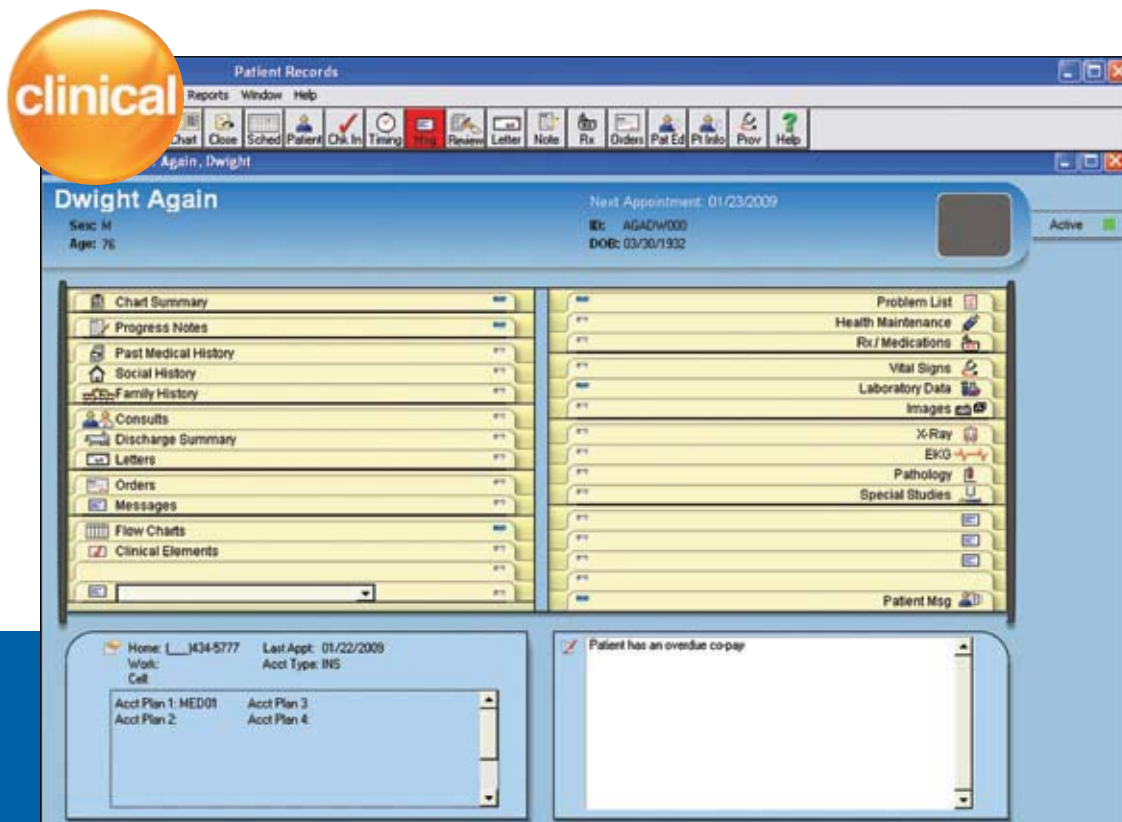 clinical
Patient Records
Reports Window Help
Chart Close Sched Patient Chk In Timing Msg Review Letter Note Rx Orders Pat Ed Pt Info Prov Help
Again, Dwight
Dwight Again
Sex: M
Age: 76
Next Appointment: 01/23/2009
ID: AGADW000
DOB: 03/30/1932
Active
Chart Summary
Progress Notes
Past Medical History
Social History
Family History
Consults
Discharge Summary
Letters
Orders
Messages
Flow Charts
Clinical Elements
Problem List
Health Maintenance
Rx / Medications
Vital Signs
Laboratory Data
Images
X-Ray
EKG
Pathology
Special Studies
Patient Msg
Home: (___)434-5777 Last Appt: 01/22/2009
Work: Acct Type: INS
Cell:
Acct Plan 1: MED01 Acct Plan 3:
Acct Plan 2: Acct Plan 4:
Patient has an overdue co-pay